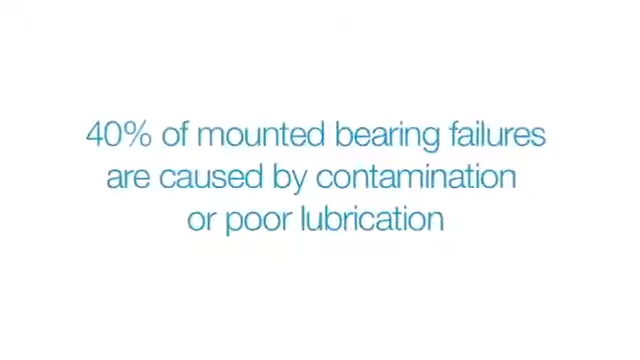 40% of mounted bearing failures
are caused by contamination
or poor lubrication